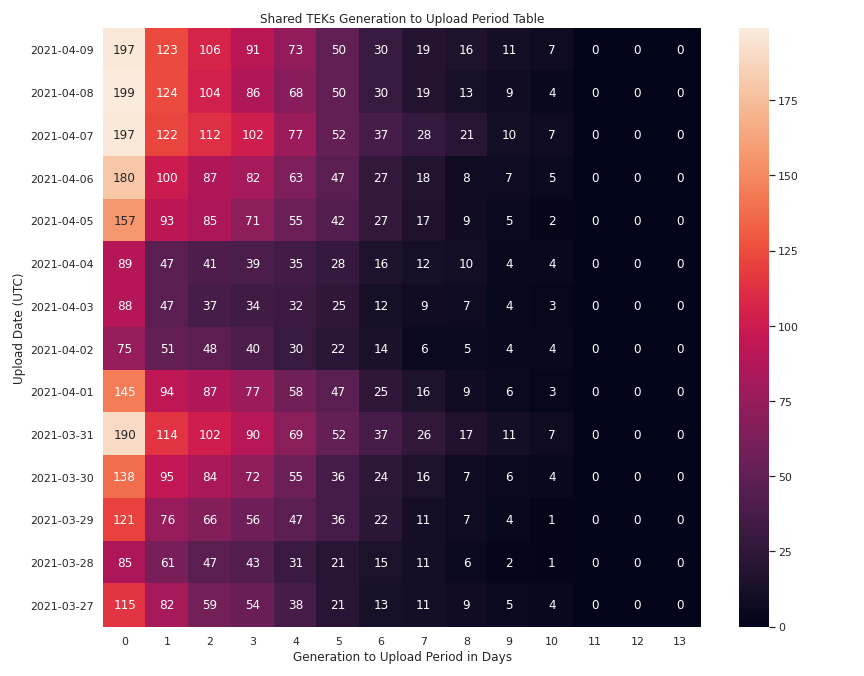 Shared TEKs Generation to Upload Period Table
Upload Date (UTC)
2021-04-09 197 123 106 91 73 50 30 19 16 11 7 0 0 0
2021-04-08 199 124 104 86 68 50 30 19 13 9 4 0 0 0
2021-04-07 197 122 112 102 77 52 37 28 21 10 7 0 0 0
2021-04-06 180 100 87 82 63 47 27 18 8 7 5 0 0 0
2021-04-05 157 93 85 71 55 42 27 17 9 5 2 0 0 0
2021-04-04 89 47 41 39 35 28 16 12 10 4 4 0 0 0
2021-04-03 88 47 37 34 32 25 12 9 7 4 3 0 0 0
2021-04-02 75 51 48 40 30 22 14 6 5 4 4 0 0 0
2021-04-01 145 94 87 77 58 47 25 16 9 6 3 0 0 0
2021-03-31 190 114 102 90 69 52 37 26 17 11 7 0 0 0
2021-03-30 138 95 84 72 55 36 24 16 7 6 4 0 0 0
2021-03-29 121 76 66 56 47 36 22 11 7 4 1 0 0 0
2021-03-28 85 61 47 43 31 21 15 11 6 2 1 0 0 0
2021-03-27 115 82 59 54 38 21 13 11 9 5 4 0 0 0
0 1 2 3 4 5 6 7 8 9 10 11 12 13
Generation to Upload Period in Days
175
150
125
100
75
50
25
0